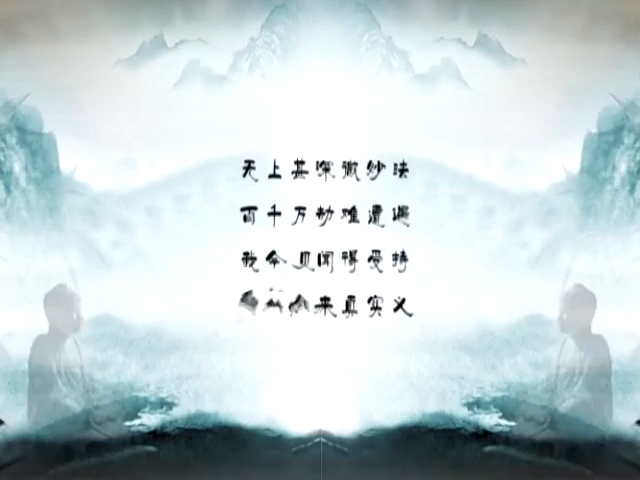 无上甚深微妙法
百千万劫难遭遇
我今见闻得受持
来真实义